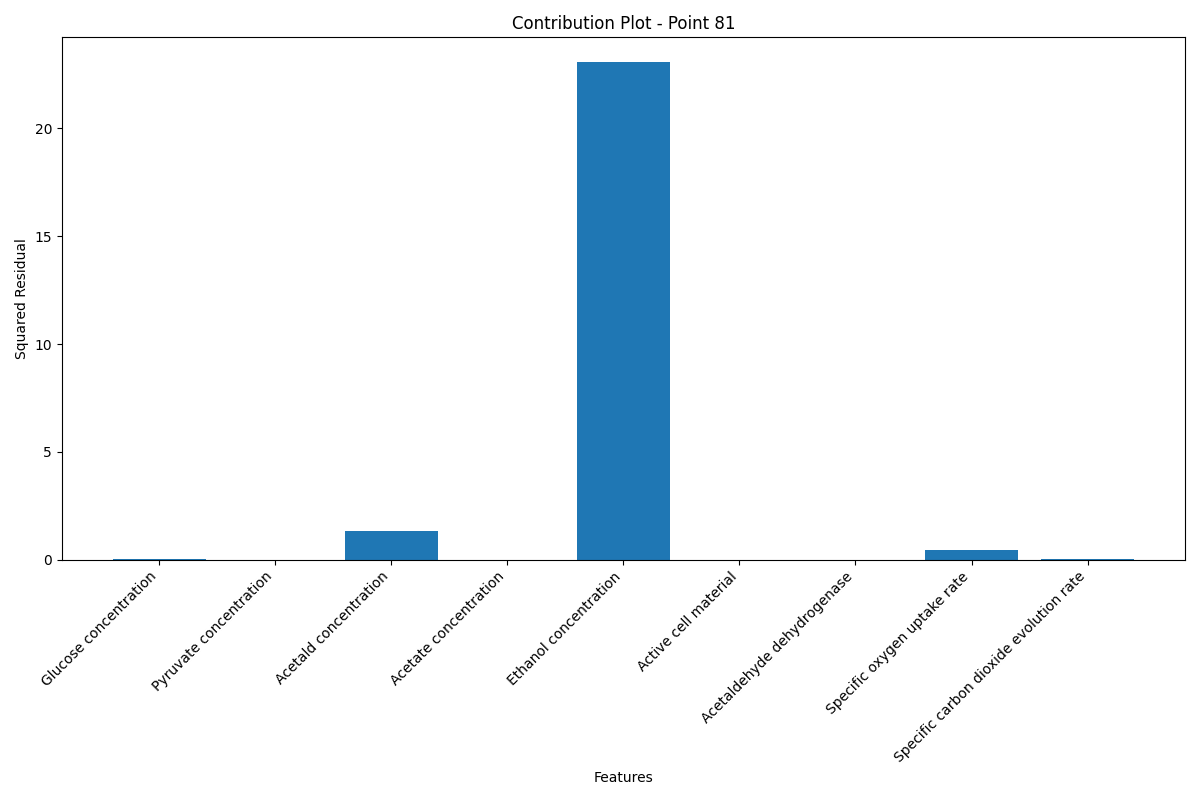 Contribution Plot - Point 81
Squared Residual
20
15
10
5
0
Glucose concentration
Pyruvate concentration
Acetald concentration
Acetate concentration
Ethanol concentration
Active cell material
Acetaldehyde dehydrogenase
Specific oxygen uptake rate
Specific carbon dioxide evolution rate
Features